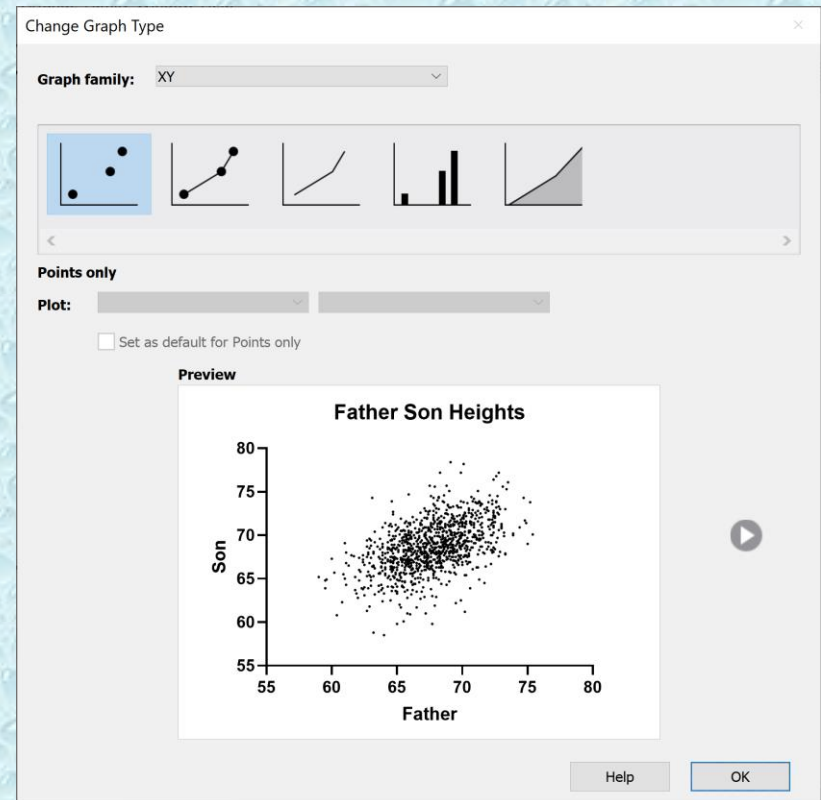 Change Graph Type
Graph family: XY
Points only
Plot:
Set as default for Points only
Preview
Father Son Heights
80
75
70
65
60
55
Son
55 60 65 70 75 80
Father
Help OK